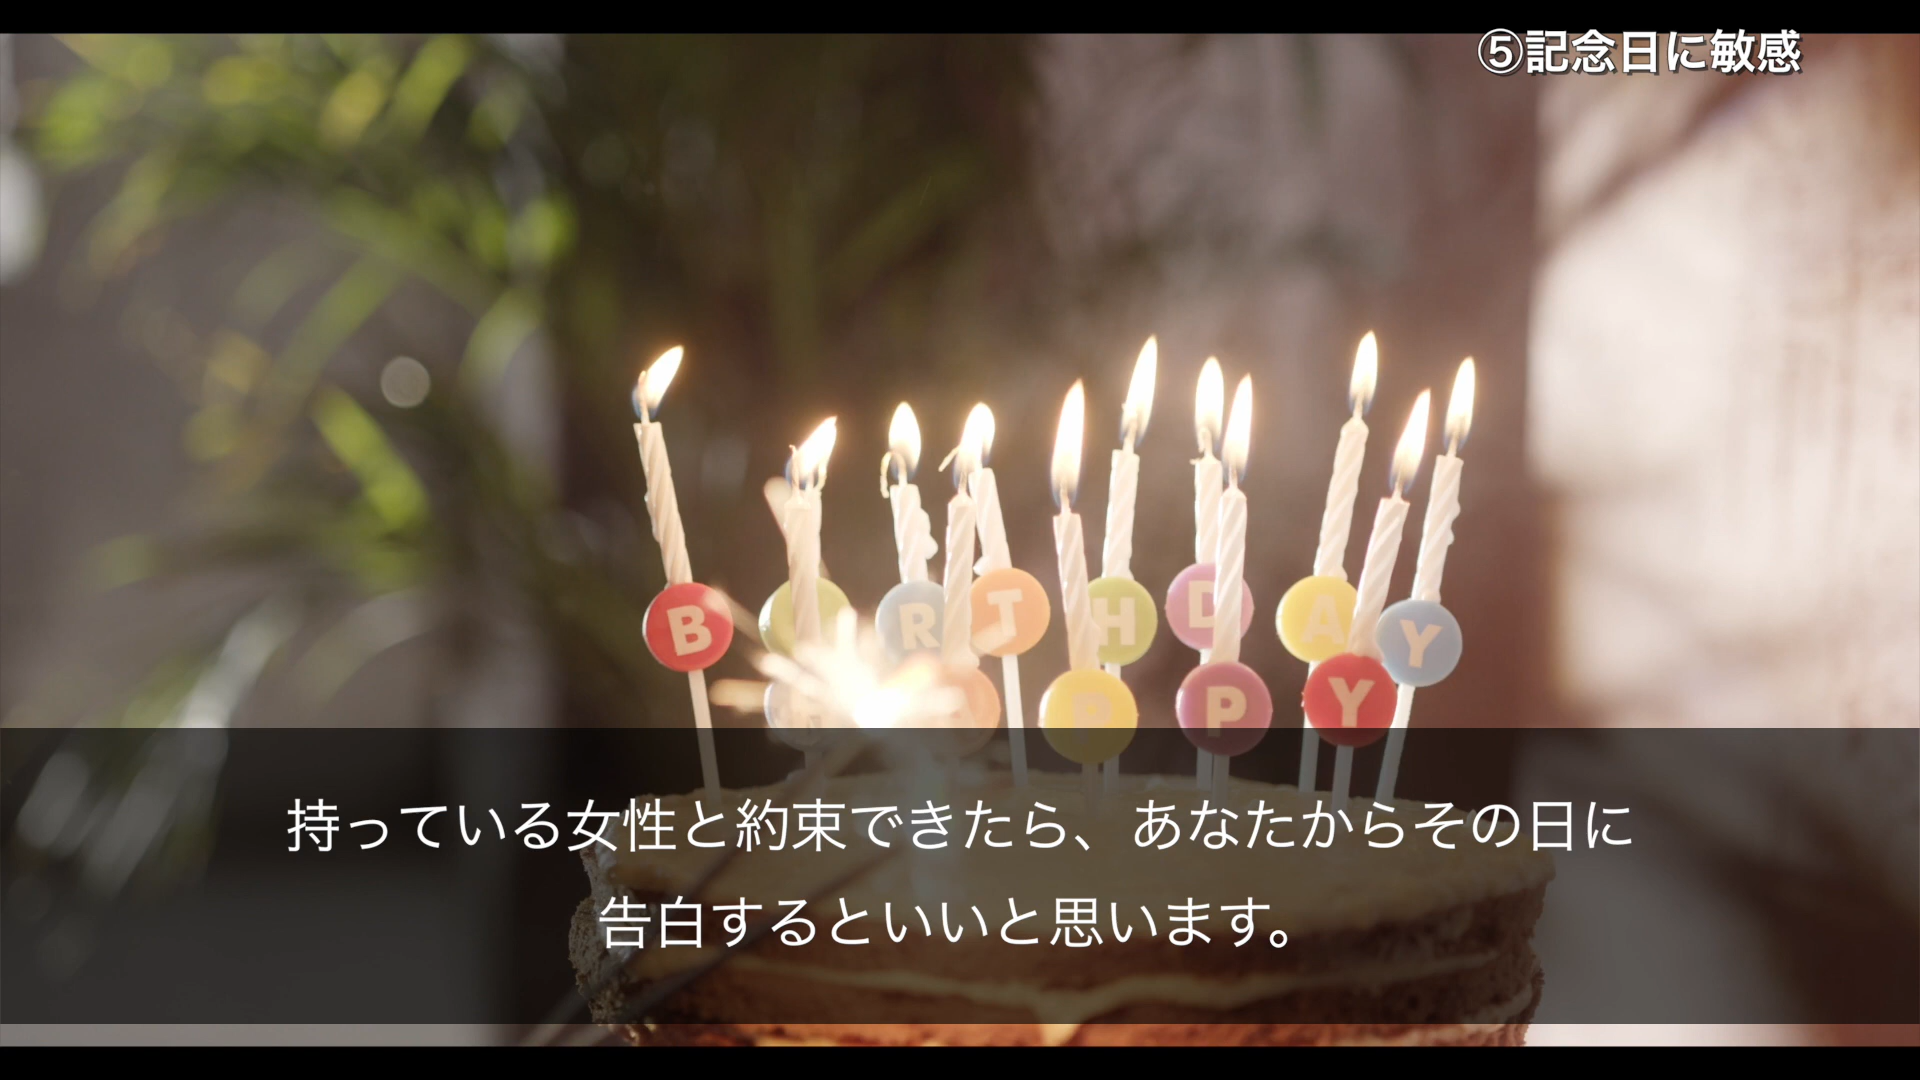 ⑤記念日に敏感
B RTHDAY
PPY
持っている女性と約束できたら、あなたからその日に
告白するといいと思います。